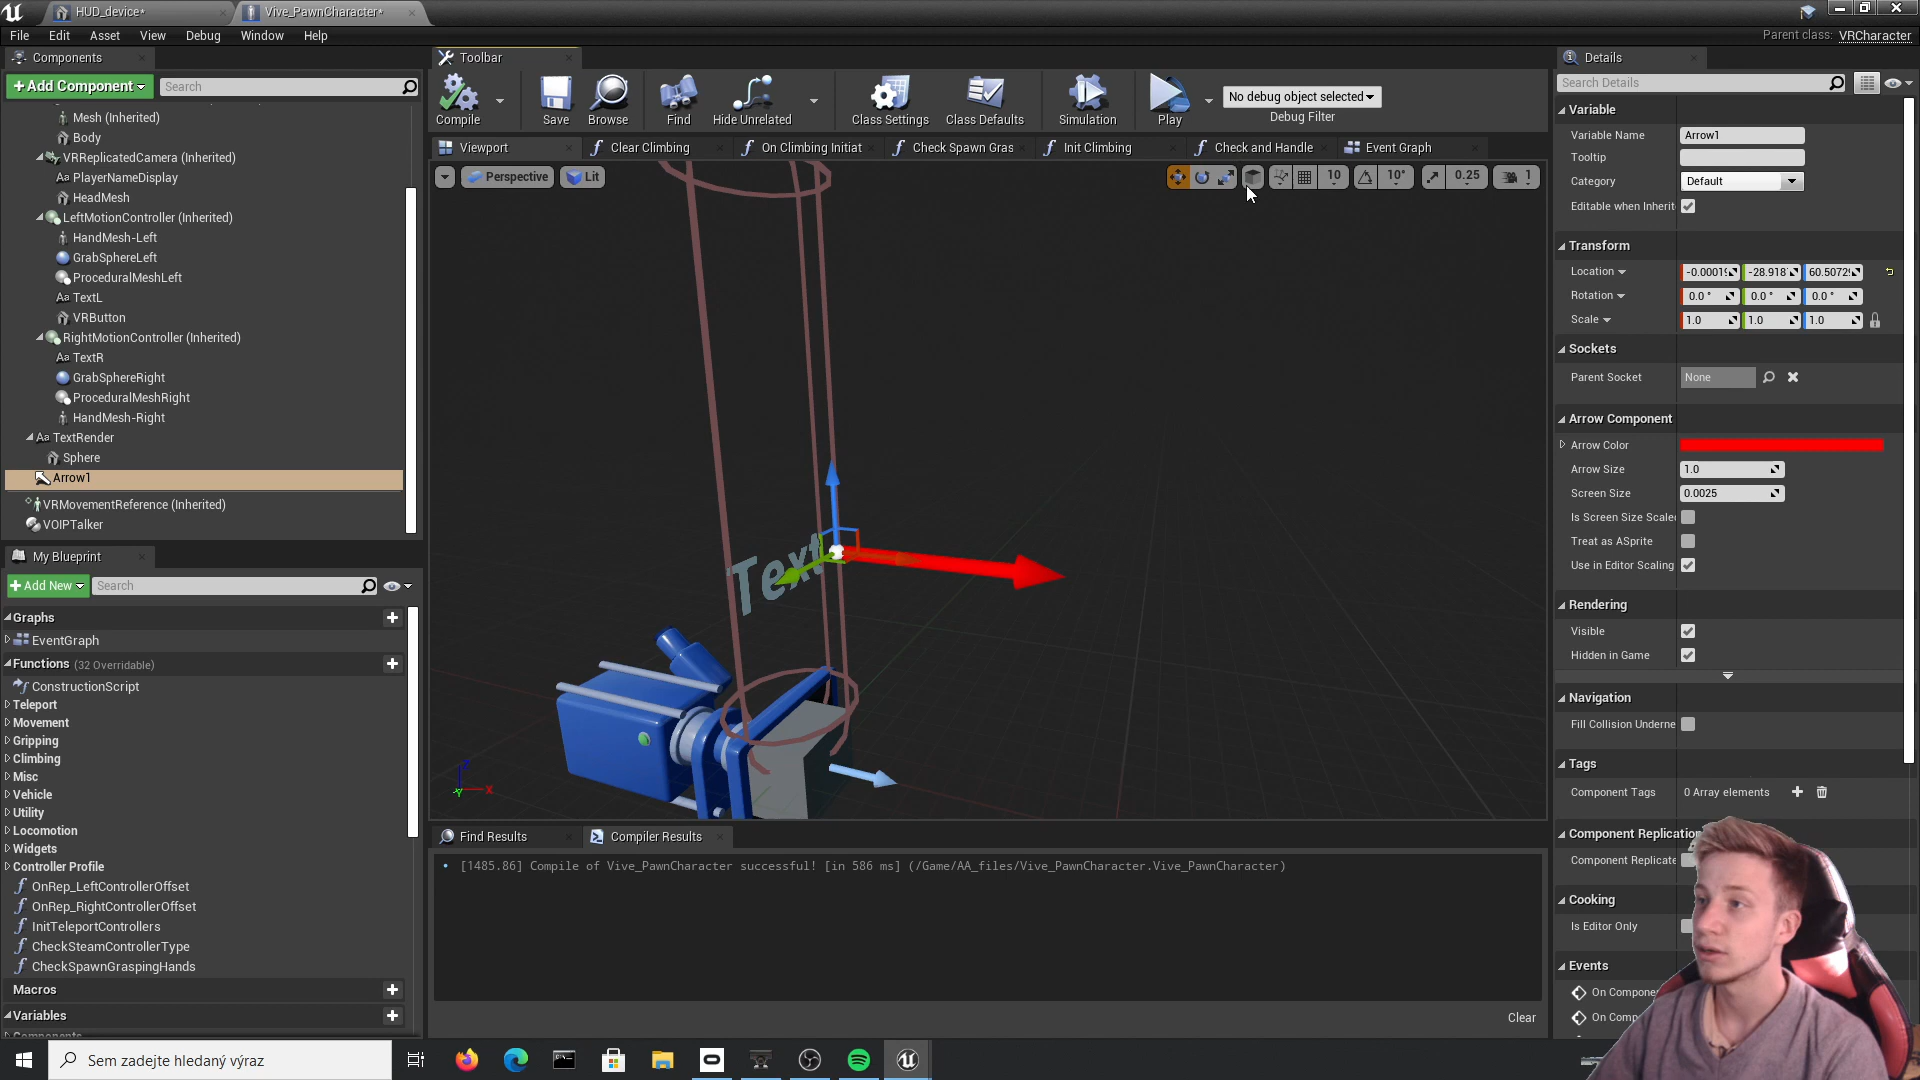 HUD_device*
Vive_PawnCharacter*
File
Edit
Asset
View
Debug
Window
Help
Parent class: VRCharacter
Components
+Add Component
Search
Mesh (Inherited)
Body
VRReplicatedCamera (Inherited)
PlayerNameDisplay
HeadMesh
LeftMotionController (Inherited)
HandMesh-Left
GrabSphereLeft
ProceduralMeshLeft
TextL
VRButton
RightMotionController (Inherited)
TextR
GrabSphereRight
ProceduralMeshRight
HandMesh-Right
TextRender
Sphere
Arrow1
VRMovementReference (Inherited)
VOIPTalker
My Blueprint
+Add New
Search
Graphs
EventGraph
Functions (32 Overridable)
ConstructionScript
Teleport
Movement
Gripping
Climbing
Misc
Vehicle
Utility
Locomotion
Widgets
Controller Profile
OnRep_LeftControllerOffset
OnRep_RightControllerOffset
InitTeleportControllers
CheckSteamControllerType
CheckSpawnGraspingHands
Macros
Variables
Components
Toolbar
Compile
Save
Browse
Find
Hide Unrelated
Class Settings
Class Defaults
Simulation
Play
No debug object selected
Debug Filter
Viewport
Clear Climbing
On Climbing Initiat
Check Spawn Gras
Init Climbing
Check and Handle
Event Graph
Perspective
Lit
10
10°
0.25
1
Text
Z
X
Y
Find Results
Compiler Results
[1485.86] Compile of Vive_PawnCharacter successful! [in 586 ms] (/Game/AA_files/Vive_PawnCharacter.Vive_PawnCharacter)
Clear
Details
Search Details
Variable
Variable Name
Arrow1
Tooltip
Category
Default
Editable when Inherit
Transform
Location
-0.00019
-28.918
60.50729
Rotation
0.0 °
0.0 °
0.0 °
Scale
1.0
1.0
1.0
Sockets
Parent Socket
None
Arrow Component
Arrow Color
Arrow Size
1.0
Screen Size
0.0025
Is Screen Size Scale
Treat as ASprite
Use in Editor Scaling
Rendering
Visible
Hidden in Game
Navigation
Fill Collision Underne
Tags
Component Tags
0 Array elements
Component Replication
Component Replicate
Cooking
Is Editor Only
Events
On Compone
On Comp
Sem zadejte hledaný výraz